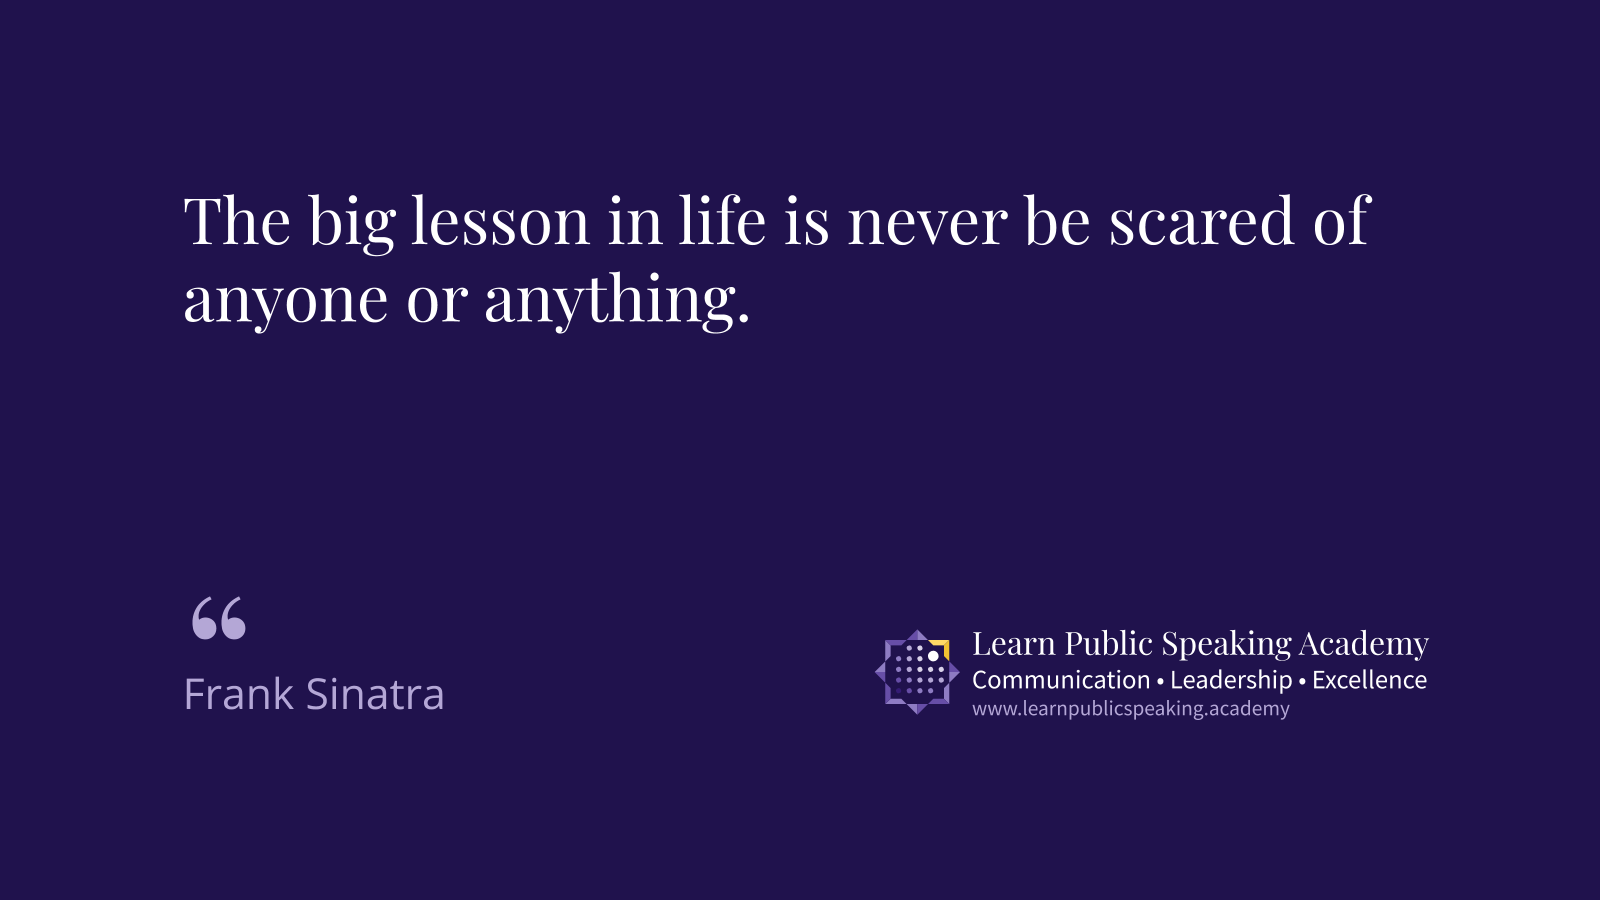 The big lesson in life is never be scared of
anyone or anything.
“
Frank Sinatra
Learn Public Speaking Academy
Communication • Leadership • Excellence
www.learnpublicspeaking.academy